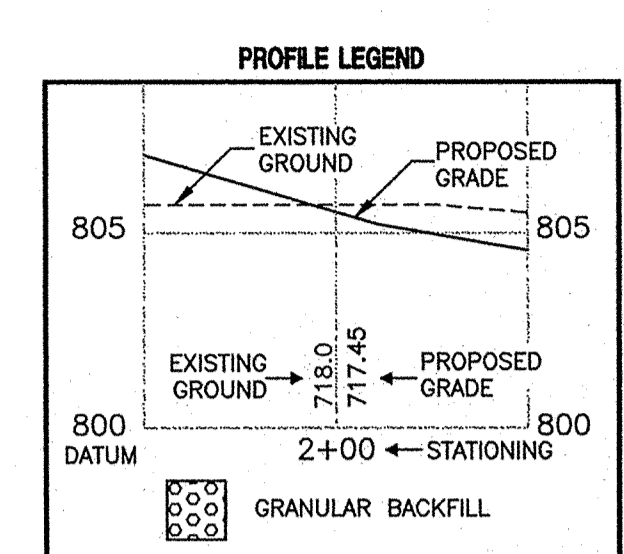 PROFILE LEGEND
EXISTING
GROUND
PROPOSED
GRADE
805
805
EXISTING
GROUND
718.0
717.45
PROPOSED
GRADE
800
800
DATUM
2+00
STATIONING
GRANULAR BACKFILL